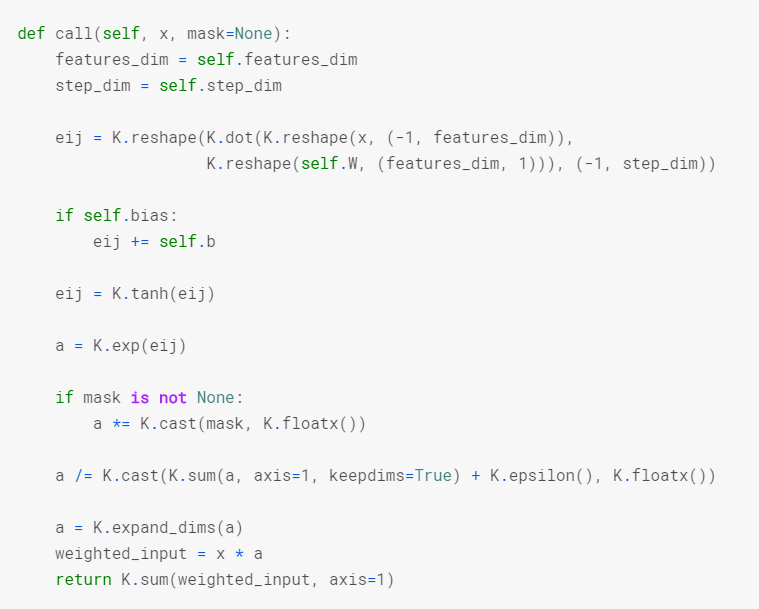 def call(self, x, mask=None):
    features_dim = self.features_dim
    step_dim = self.step_dim

    eij = K.reshape(K.dot(K.reshape(x, (-1, features_dim)),
                    K.reshape(self.W, (features_dim, 1))), (-1, step_dim))

    if self.bias:
        eij += self.b

    eij = K.tanh(eij)

    a = K.exp(eij)

    if mask is not None:
        a *= K.cast(mask, K.floatx())

    a /= K.cast(K.sum(a, axis=1, keepdims=True) + K.epsilon(), K.floatx())

    a = K.expand_dims(a)
    weighted_input = x * a
    return K.sum(weighted_input, axis=1)